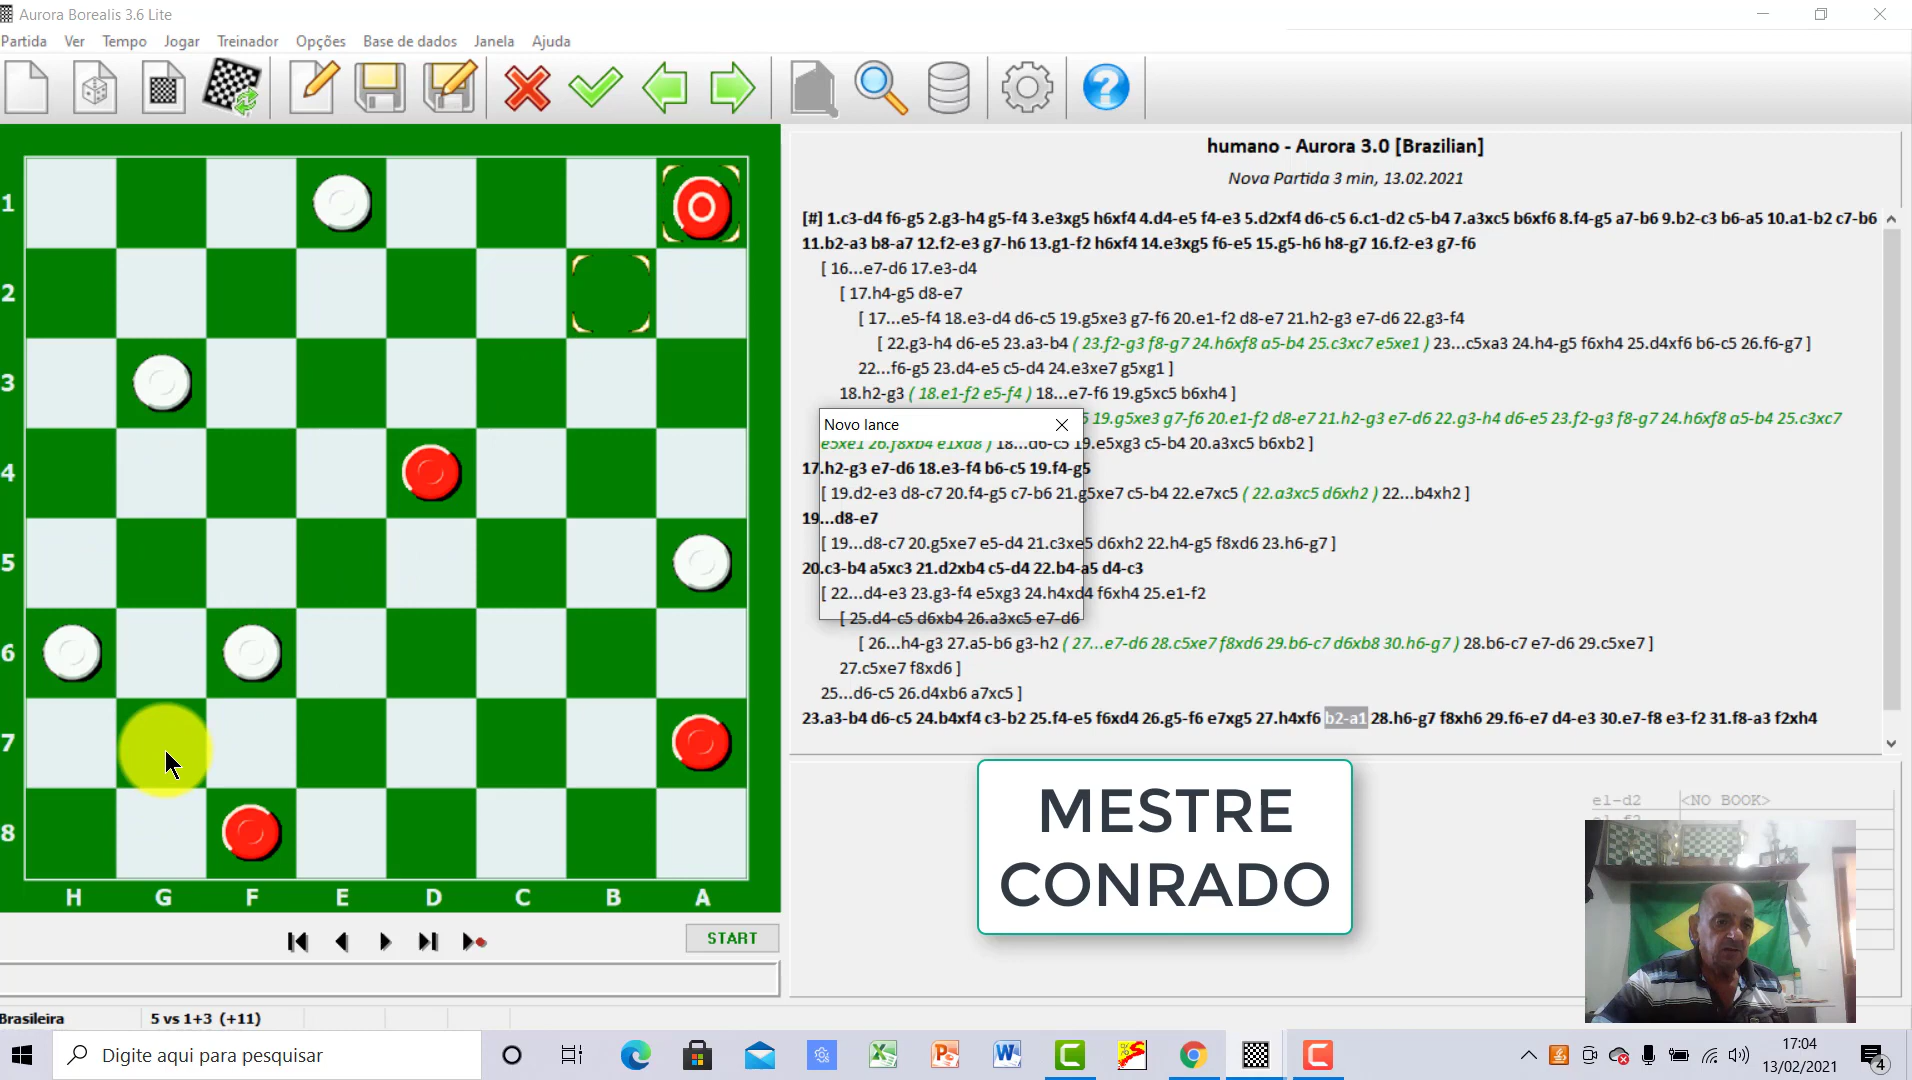 Aurora Borealis 3.6 Lite
Partida Ver Tempo Jogar Treinador Opções Base de dados Janela Ajuda
1
2
3
4
5
6
7
8
H G F E D C B A
START
humano - Aurora 3.0 [Brazilian]
Nova Partida 3 min, 13.02.2021
[#] 1.c3-d4 f6-g5 2.g3-h4 g5-f4 3.e3xg5 h6xf4 4.d4-e5 f4-e3 5.d2xf4 d6-c5 6.c1-d2 c5-b4 7.a3xc5 b6xf6 8.f4-g5 a7-b6 9.b2-c3 b6-a5 10.a1-b2 c7-b6
11.b2-a3 b8-a7 12.f2-e3 g7-h6 13.g1-f2 h6xf4 14.e3xg5 f6-e5 15.g5-h6 h8-g7 16.f2-e3 g7-f6
[ 16...e7-d6 17.e3-d4
[ 17.h4-g5 d8-e7
[ 17...e5-f4 18.e3-d4 d6-c5 19.g5xe3 g7-f6 20.e1-f2 d8-e7 21.h2-g3 e7-d6 22.g3-f4
[ 22.g3-h4 d6-e5 23.a3-b4 ( 23.f2-g3 f8-g7 24.h6xf8 a5-b4 25.c3xc7 e5xe1 ) 23...c5xa3 24.h4-g5 f6xh4 25.d4xf6 b6-c5 26.f6-g7 ]
22...f6-g5 23.d4-e5 c5-d4 24.e3xe7 g5xg1 ]
18.h2-g3 ( 18.e1-f2 e5-f4 ) 18...e7-f6 19.g5xc5 b6xh4 ]
Novo lance
5 19.g5xe3 g7-f6 20.e1-f2 d8-e7 21.h2-g3 e7-d6 22.g3-h4 d6-e5 23.f2-g3 f8-g7 24.h6xf8 a5-b4 25.c3xc7
e5xe1 26.f8xb4 e1xd8 ) 18...d6-c5 19.e5xg3 c5-b4 20.a3xc5 b6xb2 ]
17.h2-g3 e7-d6 18.e3-f4 b6-c5 19.f4-g5
[ 19.d2-e3 d8-c7 20.f4-g5 c7-b6 21.g5xe7 c5-b4 22.e7xc5 ( 22.a3xc5 d6xh2 ) 22...b4xh2 ]
19...d8-e7
[ 19...d8-c7 20.g5xe7 e5-d4 21.c3xe5 d6xh2 22.h4-g5 f8xd6 23.h6-g7 ]
20.c3-b4 a5xc3 21.d2xb4 c5-d4 22.b4-a5 d4-c3
[ 22...d4-e3 23.g3-f4 e5xg3 24.h4xd4 f6xh4 25.e1-f2
[ 25.d4-c5 d6xb4 26.a3xc5 e7-d6
[ 26...h4-g3 27.a5-b6 g3-h2 ( 27...e7-d6 28.c5xe7 f8xd6 29.b6-c7 d6xb8 30.h6-g7 ) 28.b6-c7 e7-d6 29.c5xe7 ]
27.c5xe7 f8xd6 ]
25...d6-c5 26.d4xb6 a7xc5 ]
23.a3-b4 d6-c5 24.b4xf4 c3-b2 25.f4-e5 f6xd4 26.g5-f6 e7xg5 27.h4xf6 b2-a1 28.h6-g7 f8xh6 29.f6-e7 d4-e3 30.e7-f8 e3-f2 31.f8-a3 f2xh4
MESTRE
CONRADO
e1-d2 <NO BOOK>
Brasileira 5 vs 1+3 (+11)
Digite aqui para pesquisar
17:04
13/02/2021
4